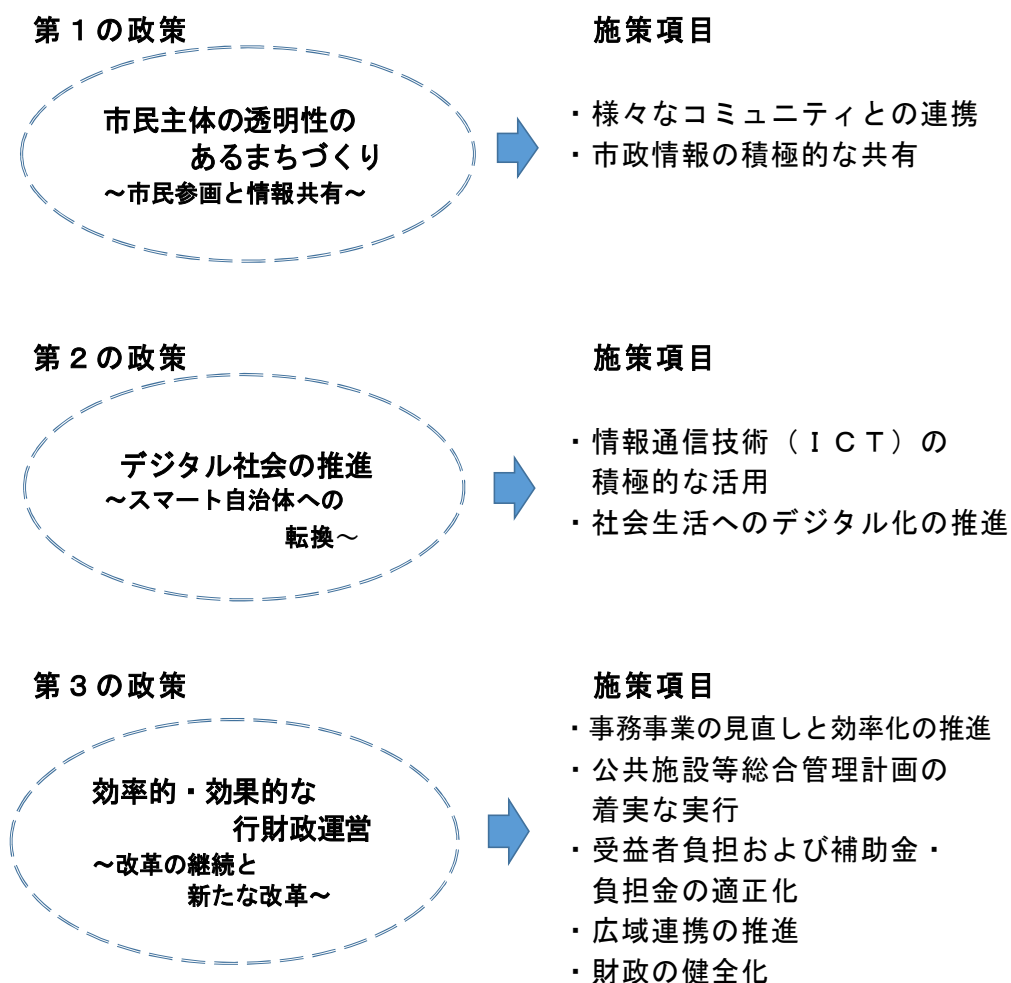 第１の政策
施策項目
市民主体の透明性の
あるまちづくり
～市民参画と情報共有～
・様々なコミュニティとの連携
・市政情報の積極的な共有
第２の政策
施策項目
デジタル社会の推進
～スマート自治体への
転換～
・情報通信技術（ＩＣＴ）の
積極的な活用
・社会生活へのデジタル化の推進
第３の政策
施策項目
効率的・効果的な
行財政運営
～改革の継続と
新たな改革～
・事務事業の見直しと効率化の推進
・公共施設等総合管理計画の
着実な実行
・受益者負担および補助金・
負担金の適正化
・広域連携の推進
・財政の健全化